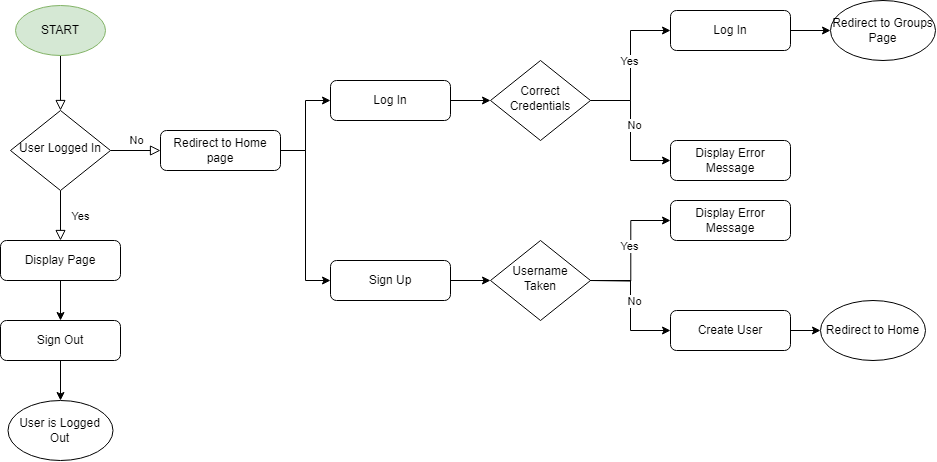 START
User Logged In
No
Redirect to Home
page
Yes
Display Page
Sign Out
User is Logged
Out
Log In
Correct
Credentials
Yes
Log In
Redirect to Groups
Page
No
Display Error
Message
Sign Up
Username
Taken
Yes
Display Error
Message
No
Create User
Redirect to Home